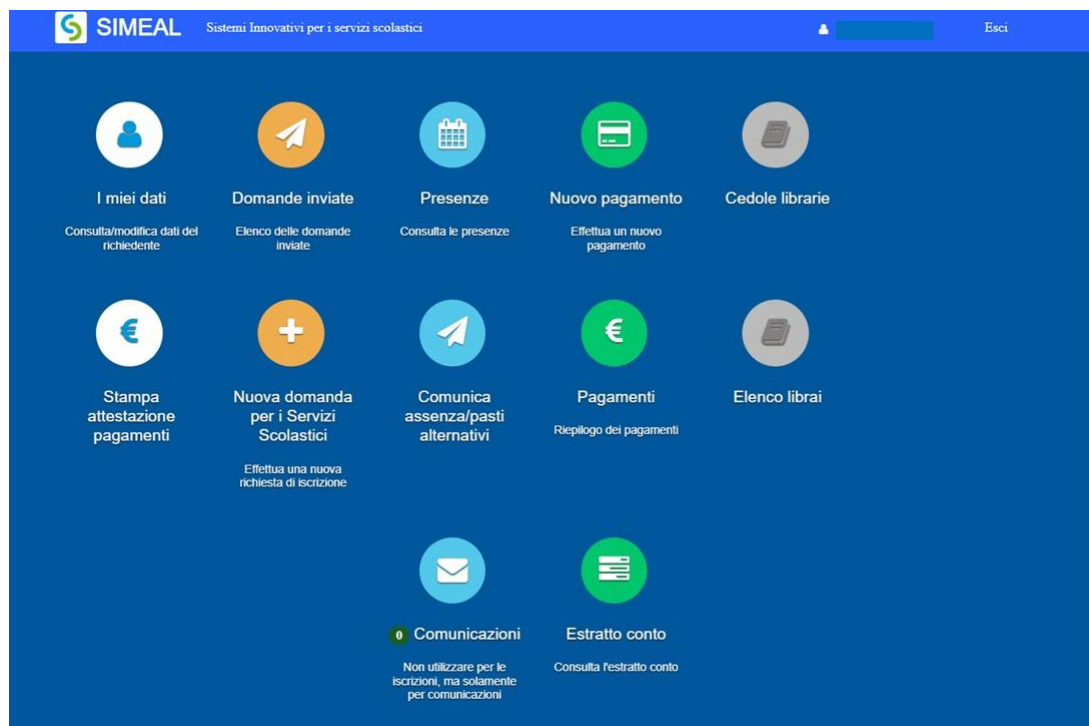 SIMEAL
Sistemi Innovativi per i servizi scolastici
Esci
I miei dati
Consulta/modifica dati del
richiedente
Domande inviate
Elenco delle domande
inviate
Presenze
Consulta le presenze
Nuovo pagamento
Effettua un nuovo
pagamento
Cedole librarie
Stampa
attestazione
pagamenti
Nuova domanda
per i Servizi
Scolastici
Effettua una nuova
richiesta di iscrizione
Comunica
assenza/pasti
alternativi
Pagamenti
Riepilogo dei pagamenti
Elenco librai
0 Comunicazioni
Non utilizzare per le
iscrizioni, ma solamente
per comunicazioni
Estratto conto
Consulta l'estratto conto